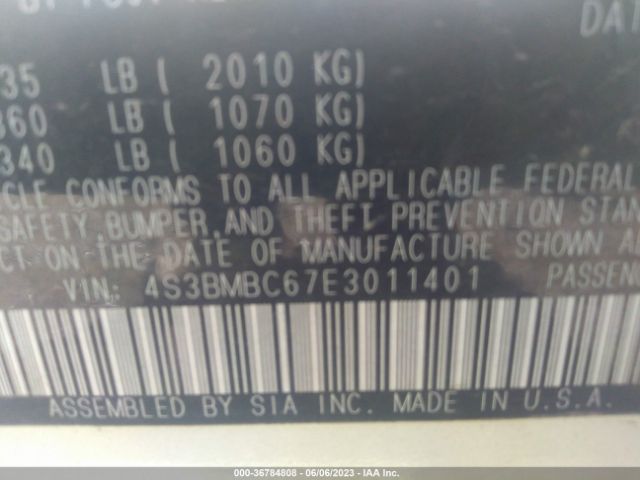 DAT
35 LB ( 2010 KG)
360 LB ( 1070 KG)
340 LB ( 1060 KG)
CLE CONFORMS TO ALL APPLICABLE FEDERAL
SAFETY, BUMPER, AND THEFT PREVENTION STAN
CT ON THE DATE OF MANUFACTURE SHOWN A
VIN: 4S3BMBC67E3011401 PASSEN
ASSEMBLED BY SIA INC. MADE IN U.S.A.
000-36784808 - 06/06/2023 - IAA Inc.